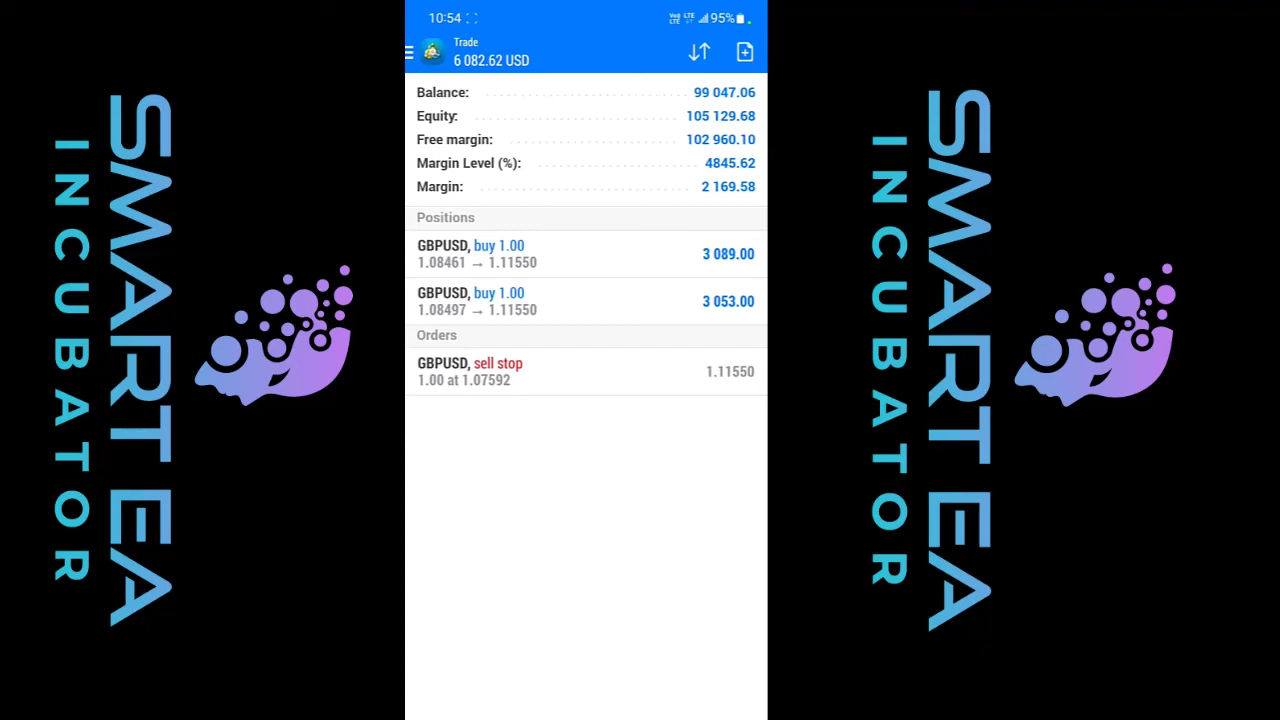 SMART EA
INCUBATOR
10:54
VoD LTE LTE 95%
Trade
6 082.62 USD
Balance: 99 047.06
Equity: 105 129.68
Free margin: 102 960.10
Margin Level (%): 4845.62
Margin: 2 169.58
Positions
GBPUSD, buy 1.00
1.08461 → 1.11550 3 089.00
GBPUSD, buy 1.00
1.08497 → 1.11550 3 053.00
Orders
GBPUSD, sell stop
1.00 at 1.07592 1.11550
SMART EA
INCUBATOR